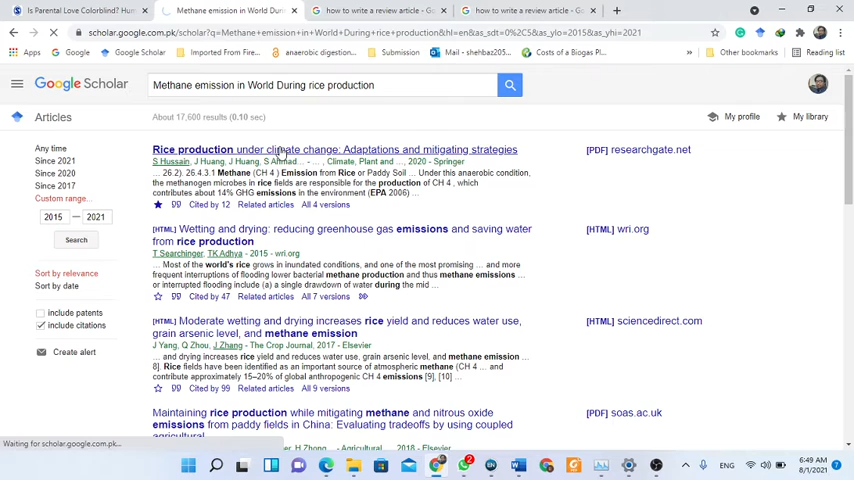 Is Parental Love Colorblind? Hum
Methane emission in World Duri
how to write a review article - Go
how to write a review article - Go
scholar.google.com.pk/scholar?q=Methane+emission+in+World+During+rice+production&hl=en&as_sdt=0%2C5&as_ylo=2015&as_yhi=2021
Apps
Google
Imported From Fire...
anaerobic digestion...
Submission
Mail - shehbaz250...
Costs of a Biogas Pl...
Other bookmarks
Reading list
Google Scholar
Methane emission in World During rice production
Articles
About 17,600 results (0.10 sec)
My profile
My library
Any time
Since 2021
Since 2020
Since 2017
Custom range...
2015 — 2021
Search
Sort by relevance
Sort by date
include patents
include citations
Create alert
Rice production under climate change: Adaptations and mitigating strategies
S Hussain, J Huang, J Huang, S Ahmad… - … , Climate, Plant and …, 2020 - Springer
… 26.2). 26.4.3.1 Methane (CH 4 ) Emission from Rice or Paddy Soil … Under this anaerobic condition,
the methanogen microbes in rice fields are responsible for the production of CH 4 , which
contributes about 14% GHG emissions in the environment (EPA 2006) …
Cited by 12 Related articles All 4 versions
[PDF] researchgate.net
[HTML] Wetting and drying: reducing greenhouse gas emissions and saving water
from rice production
T Searchinger, TK Adhya - 2015 - wri.org
… Most of the world's rice grows in inundated conditions, and one of the most promising … and more
frequent interruptions of flooding lower bacterial methane production and thus methane emissions …
or interrupted flooding include (a) a single drawdown of water during the mid …
Cited by 47 Related articles All 7 versions
[HTML] wri.org
[HTML] Moderate wetting and drying increases rice yield and reduces water use,
grain arsenic level, and methane emission
J Yang, Q Zhou, J Zhang - The Crop Journal, 2017 - Elsevier
… and drying increases rice yield and reduces water use, grain arsenic level, and methane emission …
8]. Rice fields have been identified as an important source of atmospheric methane (CH 4 … and
contribute approximately 15–20% of global anthropogenic CH 4 emissions [9], [10] …
Cited by 99 Related articles All 9 versions
[HTML] sciencedirect.com
Maintaining rice production while mitigating methane and nitrous oxide
emissions from paddy fields in China: Evaluating tradeoffs by using coupled
agricultural
H Zhong… - Agricultural …, 2018 - Elsevier
[PDF] soas.ac.uk
Waiting for scholar.google.com.pk...
2
ENG
6:49 AM
8/1/2021